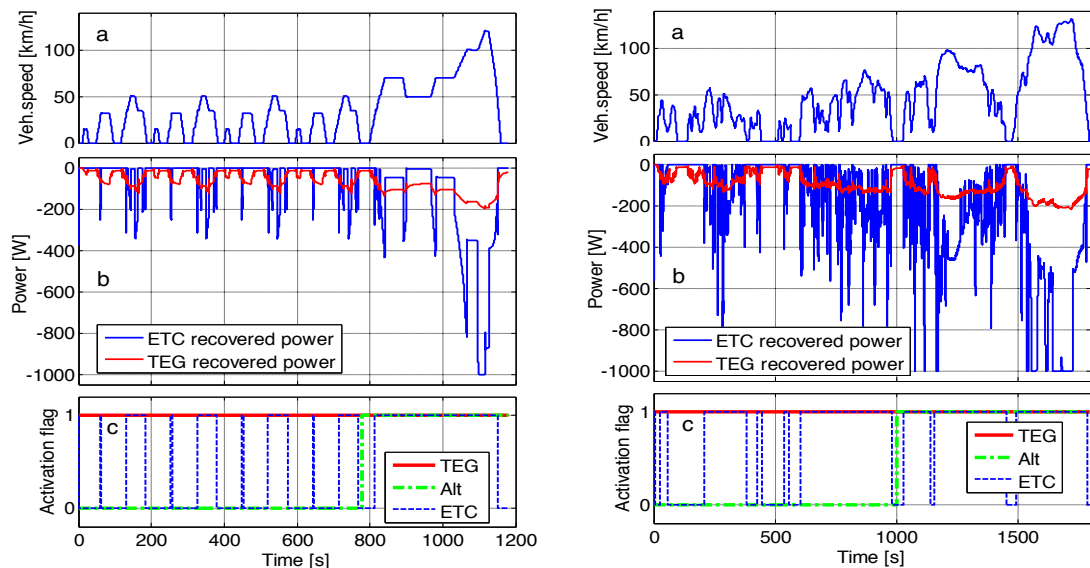 a
Veh.speed [km/h]
100
50
0
b
Power [W]
0
-200
-400
-600
-800
-1000
ETC recovered power
TEG recovered power
c
Activation flag
1
0
TEG
Alt
ETC
0 200 400 600 800 1000 1200
Time [s]
a
Veh.speed [km/h]
100
50
0
b
Power [W]
0
-200
-400
-600
-800
-1000
ETC recovered power
TEG recovered power
c
Activation flag
1
0
TEG
Alt
ETC
0 500 1000 1500
Time [s]